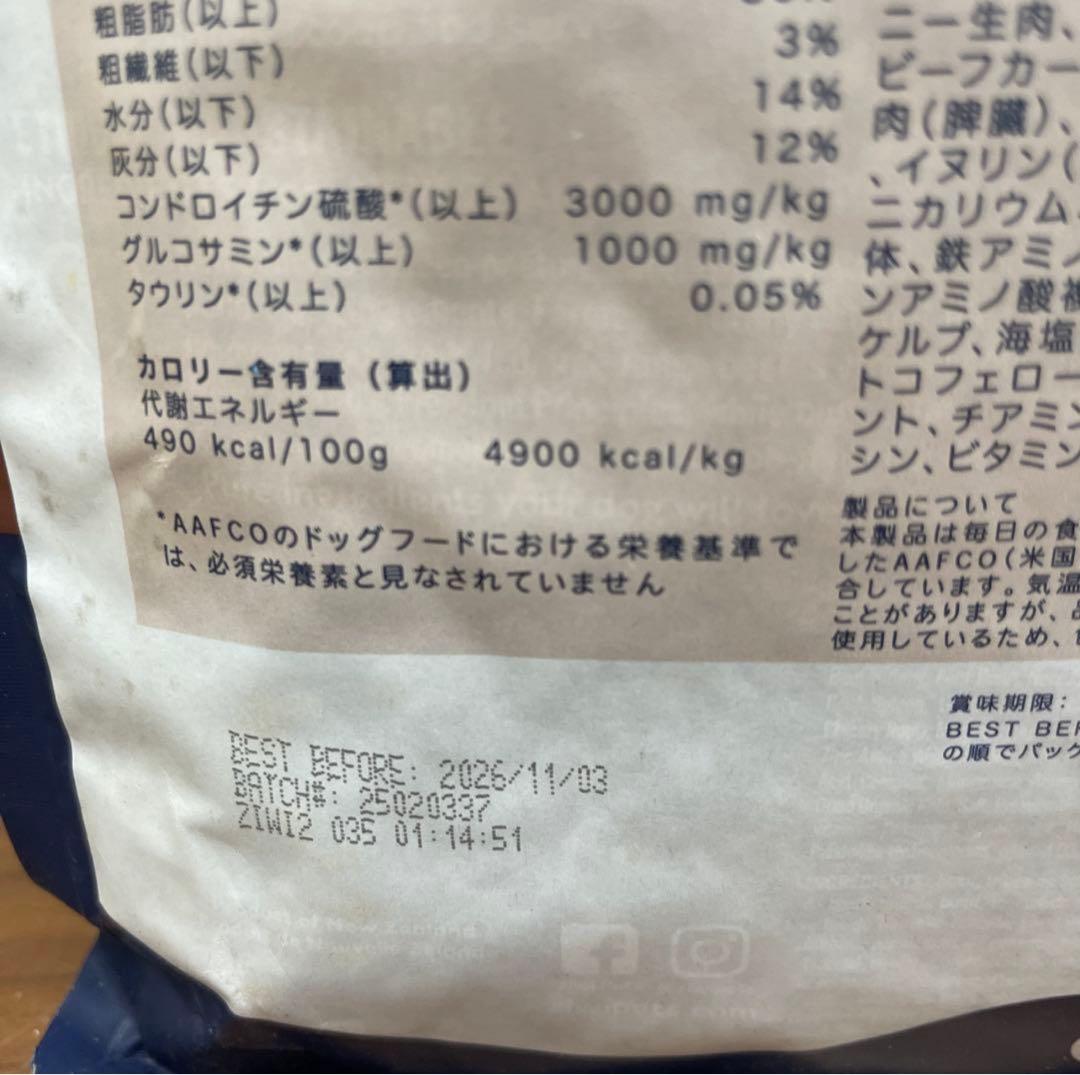 粗脂肪(以上)
粗繊維(以下) 3%
水分(以下) 14%
灰分(以下) 12%
コンドロイチン硫酸*(以上) 3000 mg/kg
グルコサミン*(以上) 1000 mg/kg
タウリン*(以上) 0.05%
カロリー含有量 (算出)
代謝エネルギー
490 kcal/100g 4900 kcal/kg
*AAFCOのドッグフードにおける栄養基準で
は、必須栄養素と見なされていません
ニー生肉、
ビーフカー
肉(脾臓)、
、イヌリン(
ニカリウム
体、鉄アミノ
ンアミノ酸複
ケルプ、海塩
トコフェロー
ント、チアミン
シン、ビタミン
製品について
本製品は毎日の食
したAAFCO(米国
合しています。気温
ことがありますが、品
使用しているため、
賞味期限:
BEST BEF
の順でパック
BEST BEFORE: 2026/11/03
BATCH#: 25020337
ZIWI2 035 01:14:51